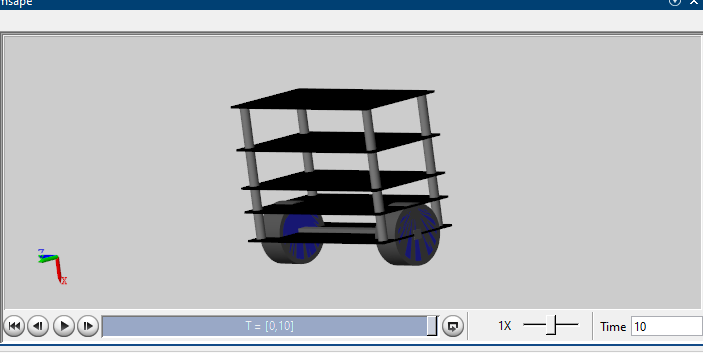 nsape
Z
X
T = [0,10]
1X
Time
10